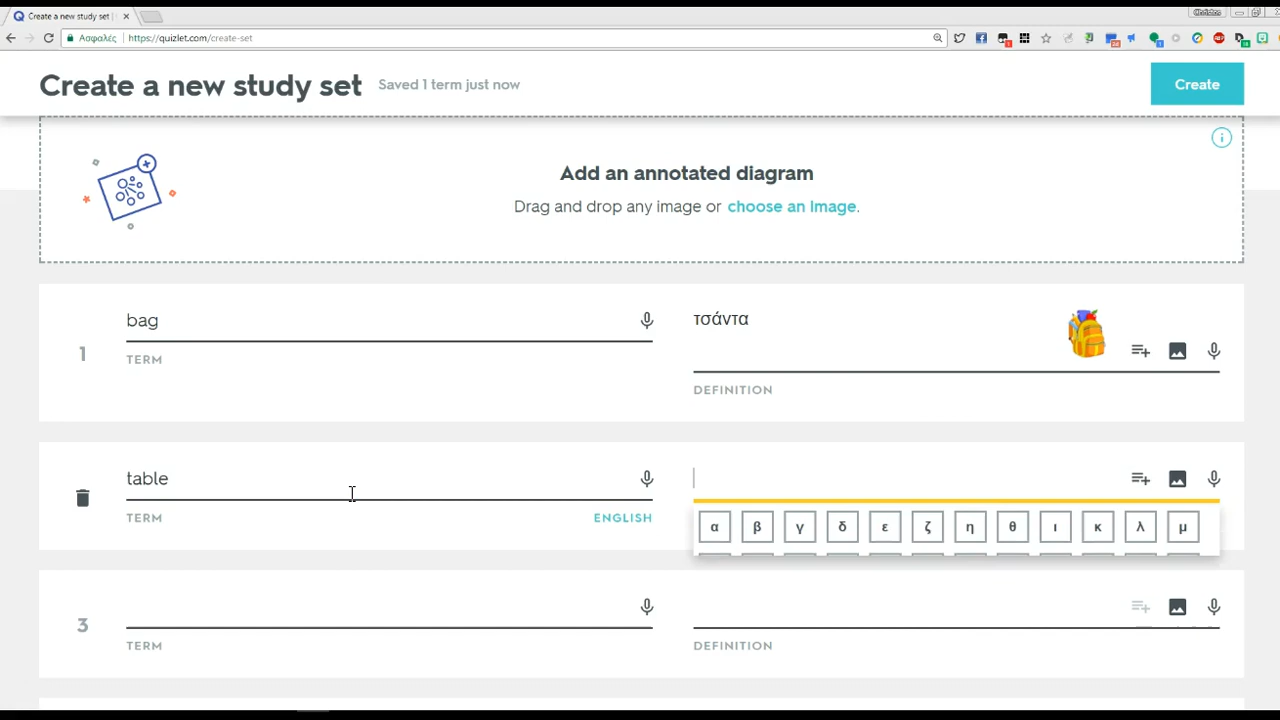 Create a new study set
Christos
Ασφαλές https://quizlet.com/create-set
Create a new study set Saved 1 term just now Create
Add an annotated diagram
Drag and drop any image or choose an Image.
bag τσάντα
1
TERM
DEFINITION
table
TERM ENGLISH
α β γ δ ε ζ η θ ι κ λ μ
3
TERM DEFINITION